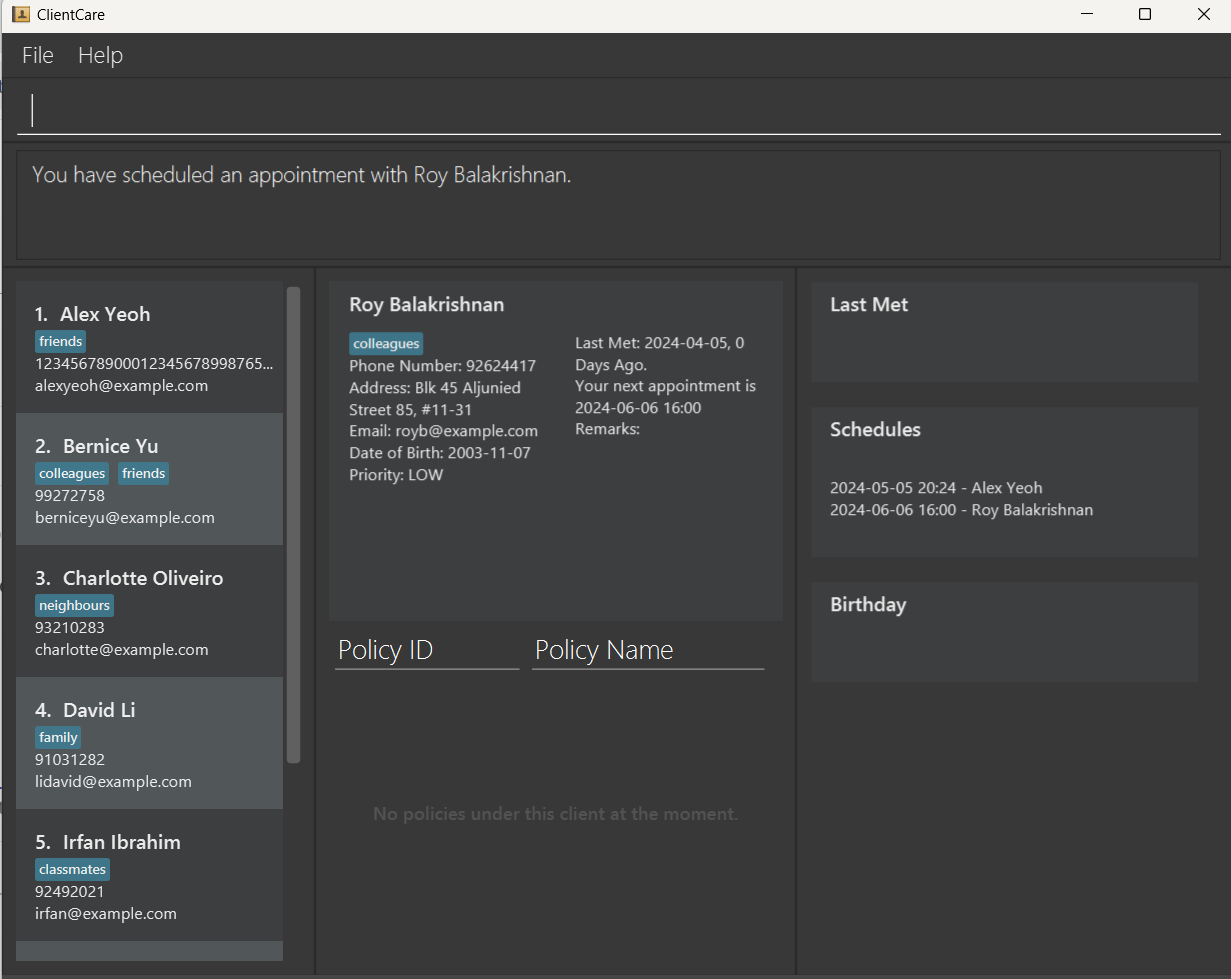 ClientCare
File Help
You have scheduled an appointment with Roy Balakrishnan.
1. Alex Yeoh
friends
12345678900012345678998765...
alexyeoh@example.com
2. Bernice Yu
colleagues friends
99272758
berniceyu@example.com
3. Charlotte Oliveiro
neighbours
93210283
charlotte@example.com
4. David Li
family
91031282
lidavid@example.com
5. Irfan Ibrahim
classmates
92492021
irfan@example.com
Roy Balakrishnan
colleagues
Phone Number: 92624417
Address: Blk 45 Aljunied
Street 85, #11-31
Email: royb@example.com
Date of Birth: 2003-11-07
Priority: LOW
Last Met: 2024-04-05, 0
Days Ago.
Your next appointment is
2024-06-06 16:00
Remarks:
Policy ID Policy Name
No policies under this client at the moment.
Last Met
Schedules
2024-05-05 20:24 - Alex Yeoh
2024-06-06 16:00 - Roy Balakrishnan
Birthday